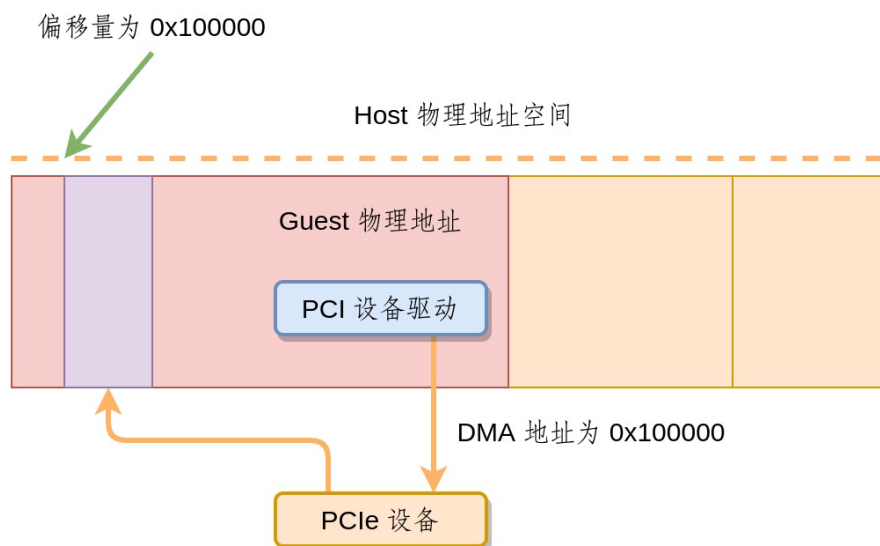 偏移量为 0x100000
Host 物理地址空间
Guest 物理地址
PCI 设备驱动
DMA 地址为 0x100000
PCIe 设备